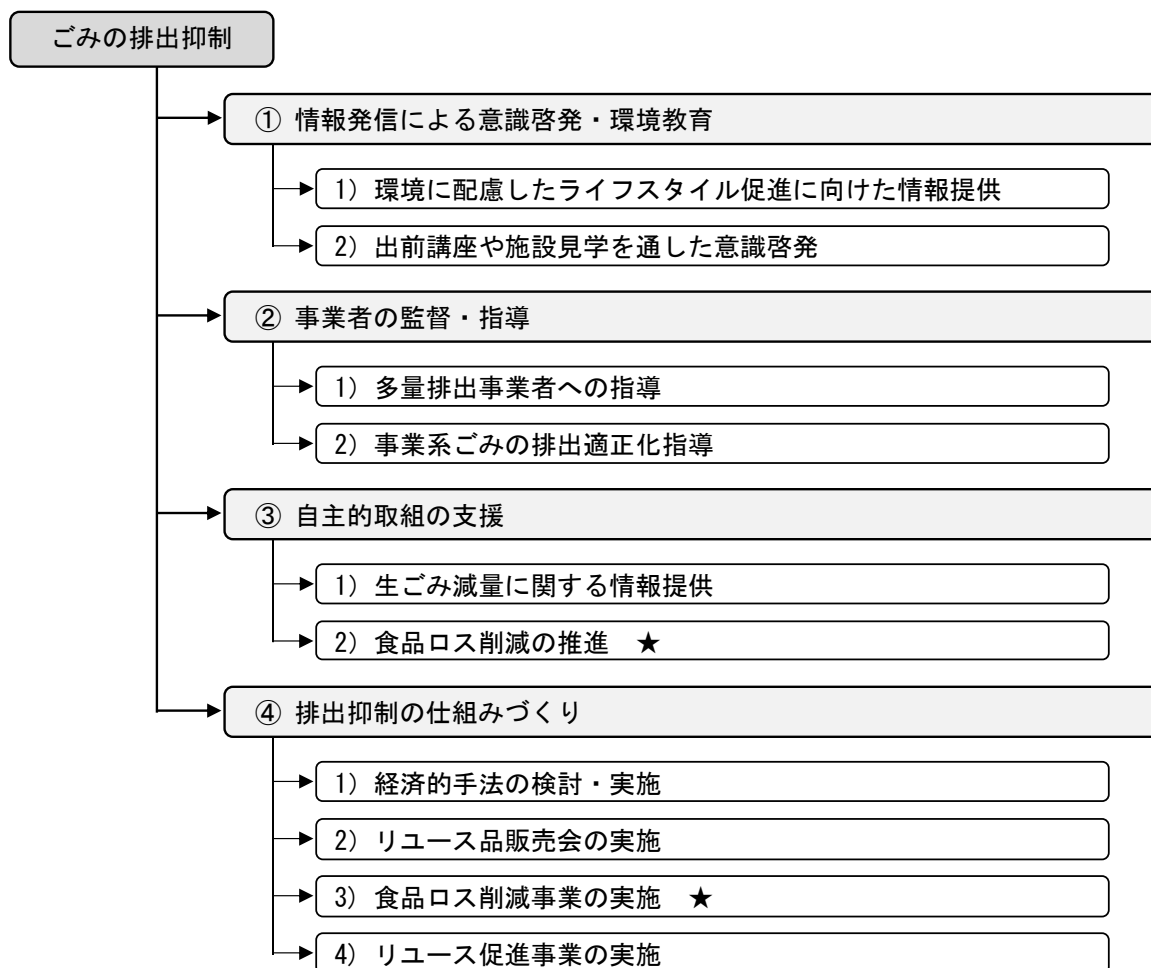 ごみの排出抑制
① 情報発信による意識啓発・環境教育
1）環境に配慮したライフスタイル促進に向けた情報提供
2）出前講座や施設見学を通した意識啓発
② 事業者の監督・指導
1）多量排出事業者への指導
2）事業系ごみの排出適正化指導
③ 自主的取組の支援
1）生ごみ減量に関する情報提供
2）食品ロス削減の推進　★
④ 排出抑制の仕組みづくり
1）経済的手法の検討・実施
2）リユース品販売会の実施
3）食品ロス削減事業の実施　★
4）リユース促進事業の実施